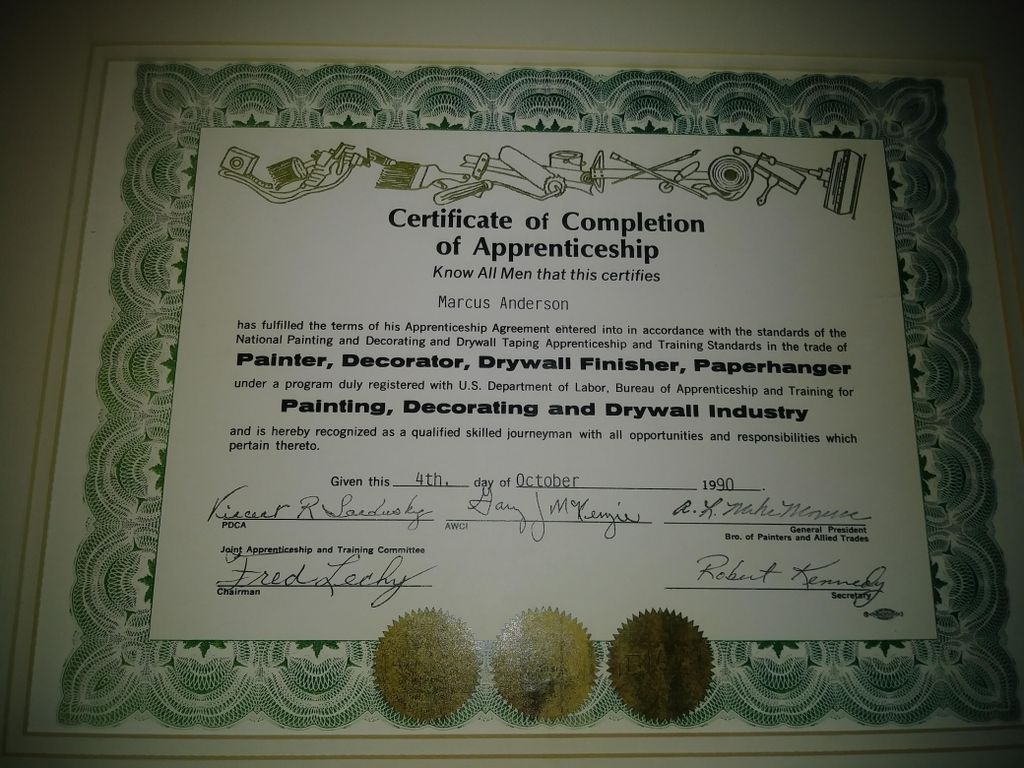 Certificate of Completion
of Apprenticeship
Know All Men that this certifies
Marcus Anderson
has fulfilled the terms of his Apprenticeship Agreement entered into in accordance with the standards of the
National Painting and Decorating and Drywall Taping Apprenticeship and Training Standards in the trade of
Painter, Decorator, Drywall Finisher, Paperhanger
under a program duly registered with U.S. Department of Labor, Bureau of Apprenticeship and Training for
Painting, Decorating and Drywall Industry
and is hereby recognized as a qualified skilled journeyman with all opportunities and responsibilities which
pertain thereto.
Given this 4th. day of October 1990.
Vincent R Sandusky Gary J McKenzie A. L.
PDCA AWCI General President
Bro. of Painters and Allied Trades
Joint Apprenticeship and Training Committee
Fred Robert Kennedy
Chairman Secretary